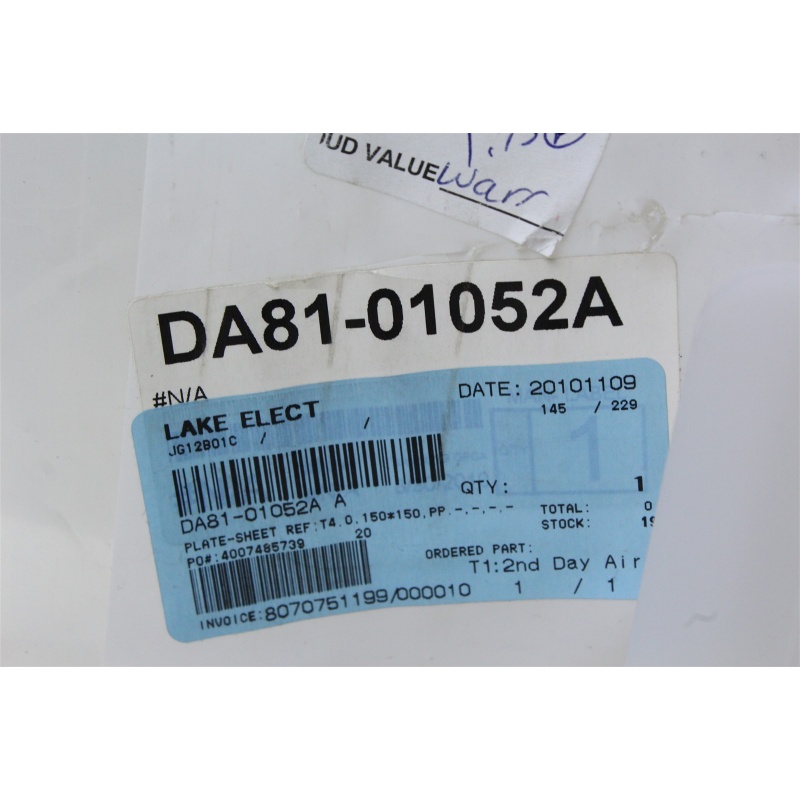 IUD VALUE warr
DA81-01052A
#N/A
LAKE ELECT DATE: 20101109
JG12B01C / / 145 / 229
QTY: 1
DA81-01052A A
PLATE-SHEET REF:T4.0,150*150,PP.-,-,-,- TOTAL: 0
STOCK: 19
PO#:4007485739 20
ORDERED PART:
T1:2nd Day Air
INVOICE:8070751199/000010 1 / 1